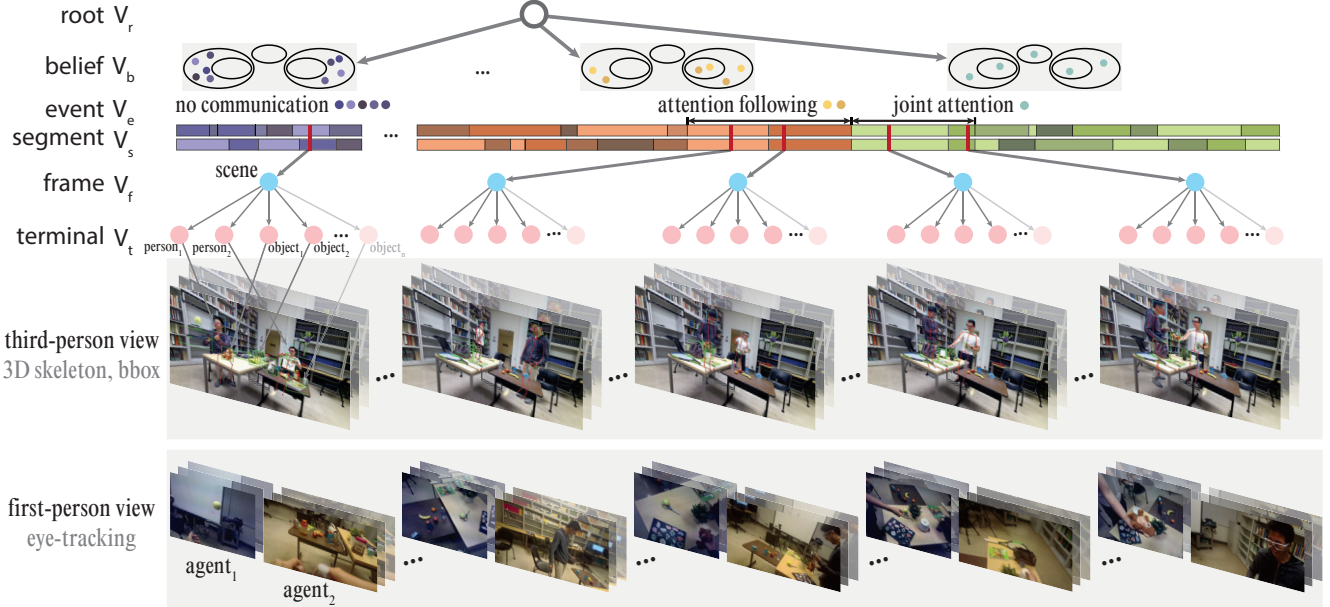 root V_r
belief V_b
...
event V_e
no communication
attention following
joint attention
segment V_s
...
frame V_f
scene
terminal V_t
person_1
person_2
object_1
object_2
...
object_n
...
...
...
...
third-person view
3D skeleton, bbox
...
...
...
...
first-person view
eye-tracking
agent_1
agent_2
...
...
...
...